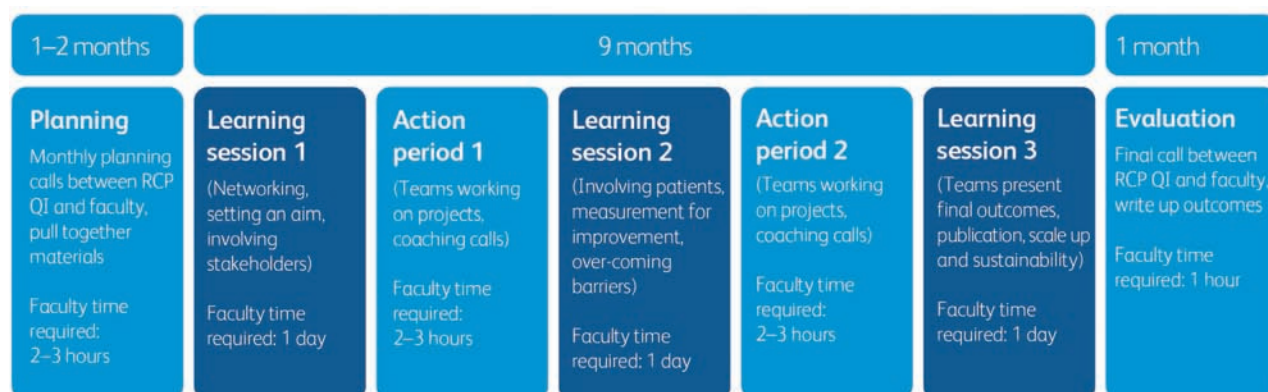 1–2 months
9 months
1 month
Planning
Monthly planning
calls between RCP
QI and faculty,
pull together
materials
Faculty time
required:
2–3 hours
Learning
session 1
(Networking,
setting an aim,
involving
stakeholders)
Faculty time
required: 1 day
Action
period 1
(Teams working
on projects,
coaching calls)
Faculty time
required:
2–3 hours
Learning
session 2
(Involving patients,
measurement for
improvement,
over-coming
barriers)
Faculty time
required: 1 day
Action
period 2
(Teams working
on projects,
coaching calls)
Faculty time
required:
2–3 hours
Learning
session 3
(Teams present
final outcomes,
publication, scale up
and sustainability)
Faculty time
required: 1 day
Evaluation
Final call between
RCP QI and faculty,
write up outcomes
Faculty time
required: 1 hour